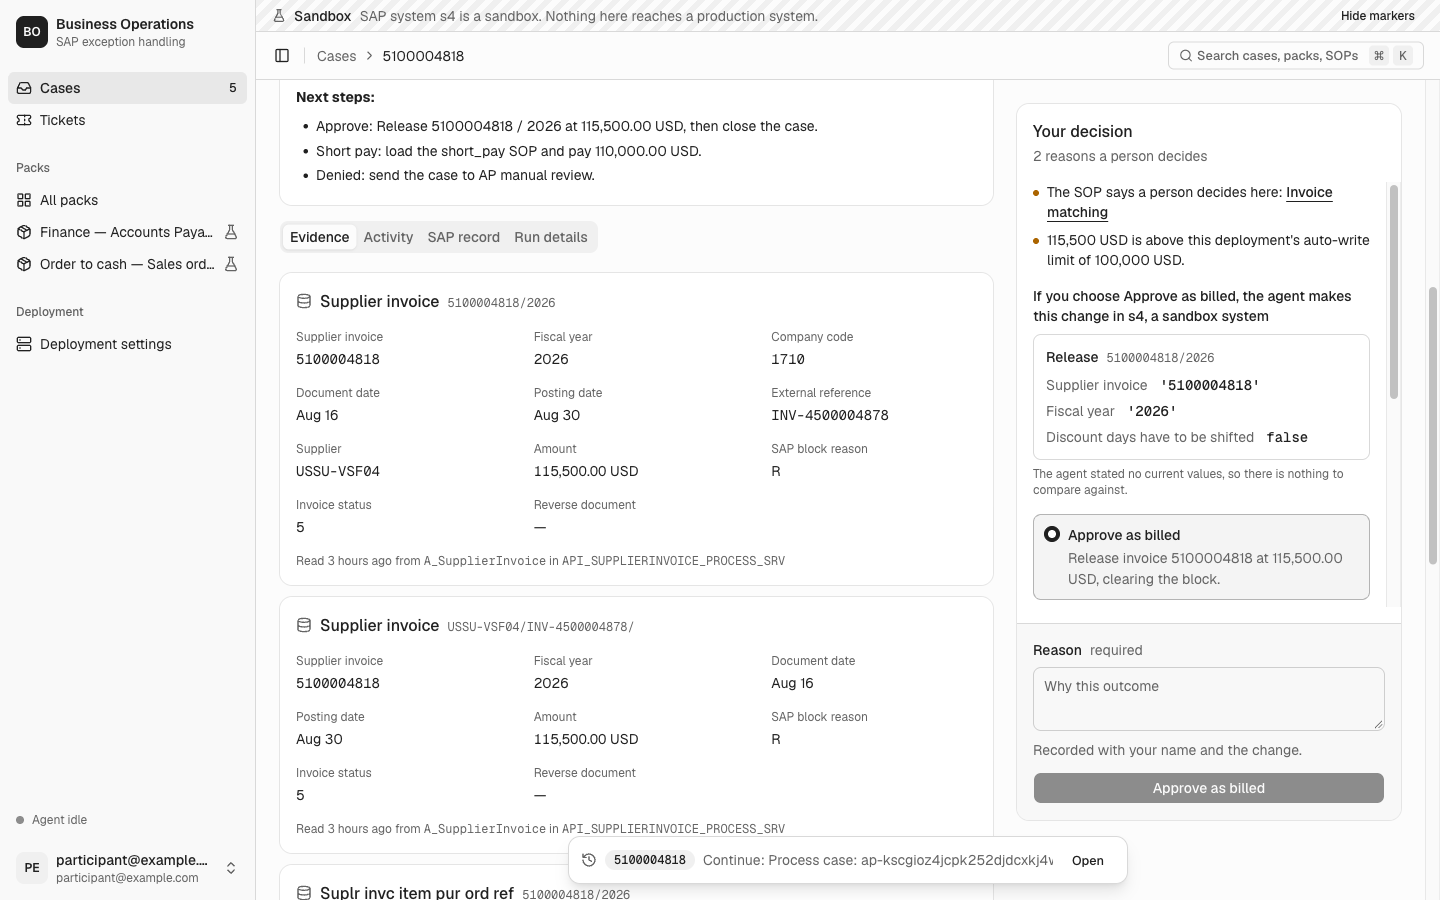 BO
Business Operations
SAP exception handling
Cases 5
Tickets
Packs
All packs
Finance — Accounts Paya...
Order to cash — Sales ord...
Deployment
Deployment settings
Agent idle
PE
participant@example....
participant@example.com
Sandbox SAP system s4 is a sandbox. Nothing here reaches a production system.
Hide markers
Cases > 5100004818
Search cases, packs, SOPs ⌘ K
Next steps:
• Approve: Release 5100004818 / 2026 at 115,500.00 USD, then close the case.
• Short pay: load the short_pay SOP and pay 110,000.00 USD.
• Denied: send the case to AP manual review.
Evidence Activity SAP record Run details
Supplier invoice 5100004818/2026
Supplier invoice Fiscal year Company code
5100004818 2026 1710
Document date Posting date External reference
Aug 16 Aug 30 INV-4500004878
Supplier Amount SAP block reason
USSU-VSF04 115,500.00 USD R
Invoice status Reverse document
5 —
Read 3 hours ago from A_SupplierInvoice in API_SUPPLIERINVOICE_PROCESS_SRV
Supplier invoice USSU-VSF04/INV-4500004878/
Supplier invoice Fiscal year Document date
5100004818 2026 Aug 16
Posting date Amount SAP block reason
Aug 30 115,500.00 USD R
Invoice status Reverse document
5 —
Read 3 hours ago from A_SupplierInvoice in API_SUPPLIERINVOICE_PROCESS_SRV
Suplr invc item pur ord ref 5100004818/2026
Your decision
2 reasons a person decides
• The SOP says a person decides here: Invoice
matching
• 115,500 USD is above this deployment's auto-write
limit of 100,000 USD.
If you choose Approve as billed, the agent makes
this change in s4, a sandbox system
Release 5100004818/2026
Supplier invoice '5100004818'
Fiscal year '2026'
Discount days have to be shifted false
The agent stated no current values, so there is nothing to
compare against.
Approve as billed
Release invoice 5100004818 at 115,500.00
USD, clearing the block.
Reason required
Why this outcome
Recorded with your name and the change.
Approve as billed
5100004818 Continue: Process case: ap-kscgioz4jcpk252djdcxkj4v Open